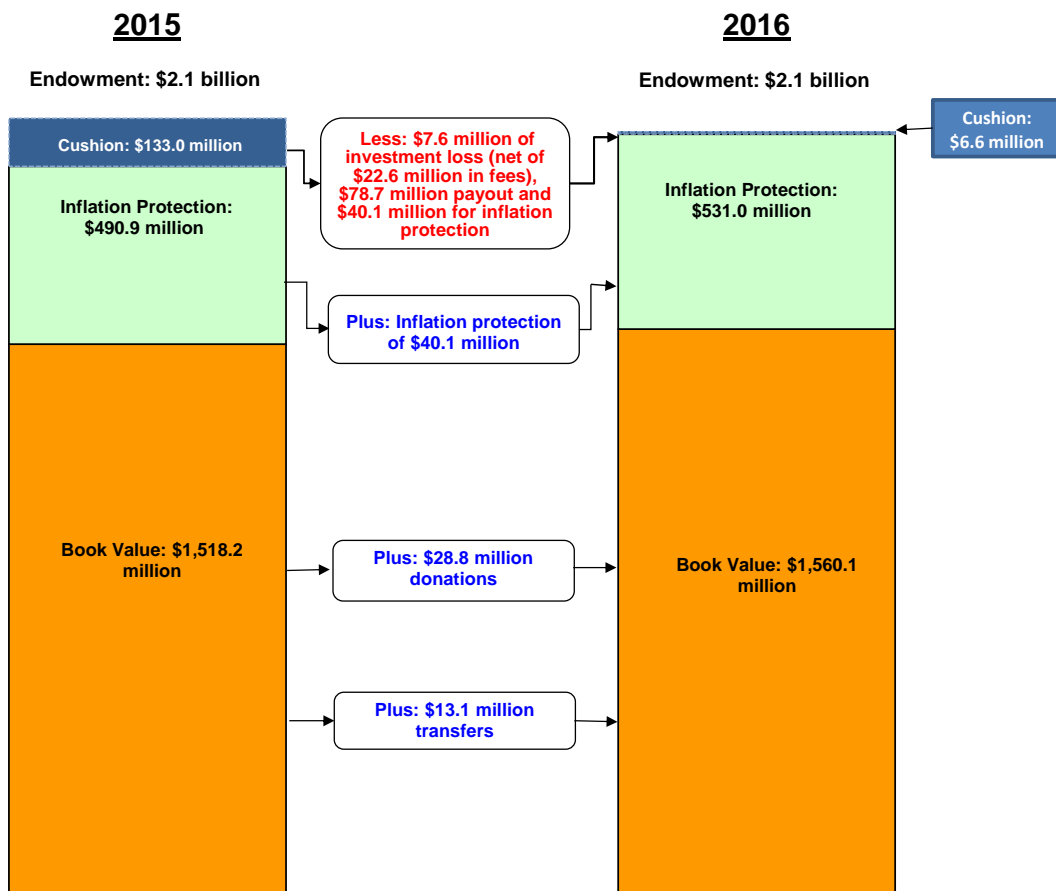 2015
2016
Endowment: $2.1 billion
Endowment: $2.1 billion
Cushion: $133.0 million
Less: $7.6 million of
investment loss (net of
$22.6 million in fees),
$78.7 million payout and
$40.1 million for inflation
protection
Cushion:
$6.6 million
Inflation Protection:
$490.9 million
Inflation Protection:
$531.0 million
Plus: Inflation protection
of $40.1 million
Book Value: $1,518.2
million
Plus: $28.8 million
donations
Book Value: $1,560.1
million
Plus: $13.1 million
transfers